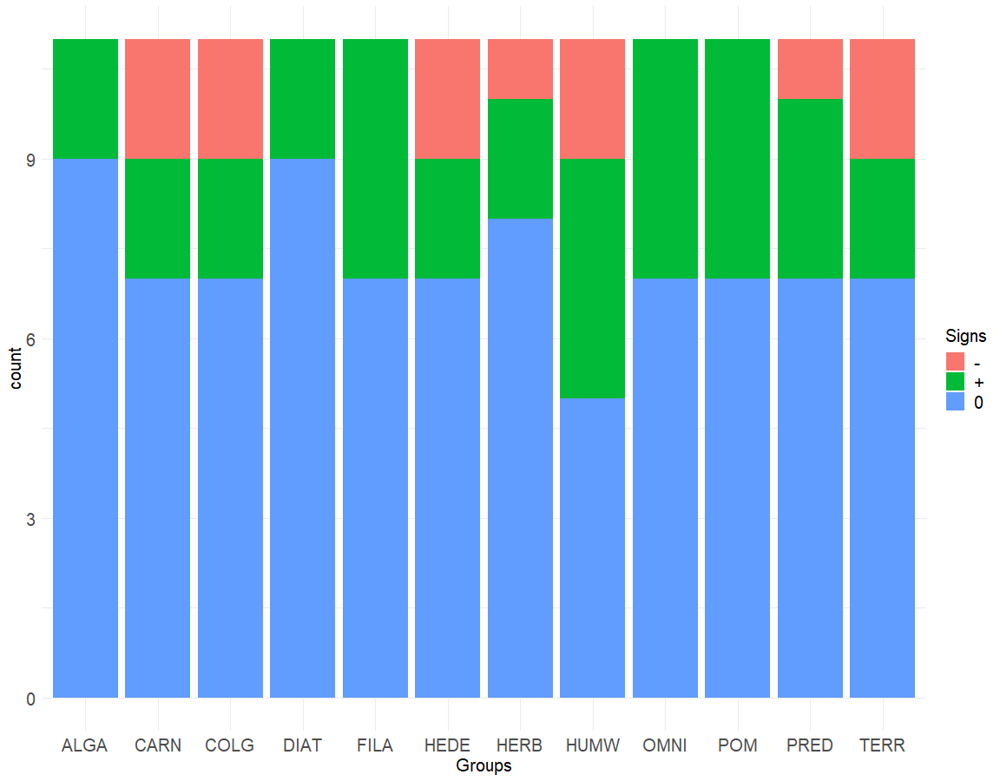 9
6
3
0
count
ALGA CARN COLG DIAT FILA HEDE HERB HUMW OMNI POM PRED TERR
Groups
Signs
-
+
0